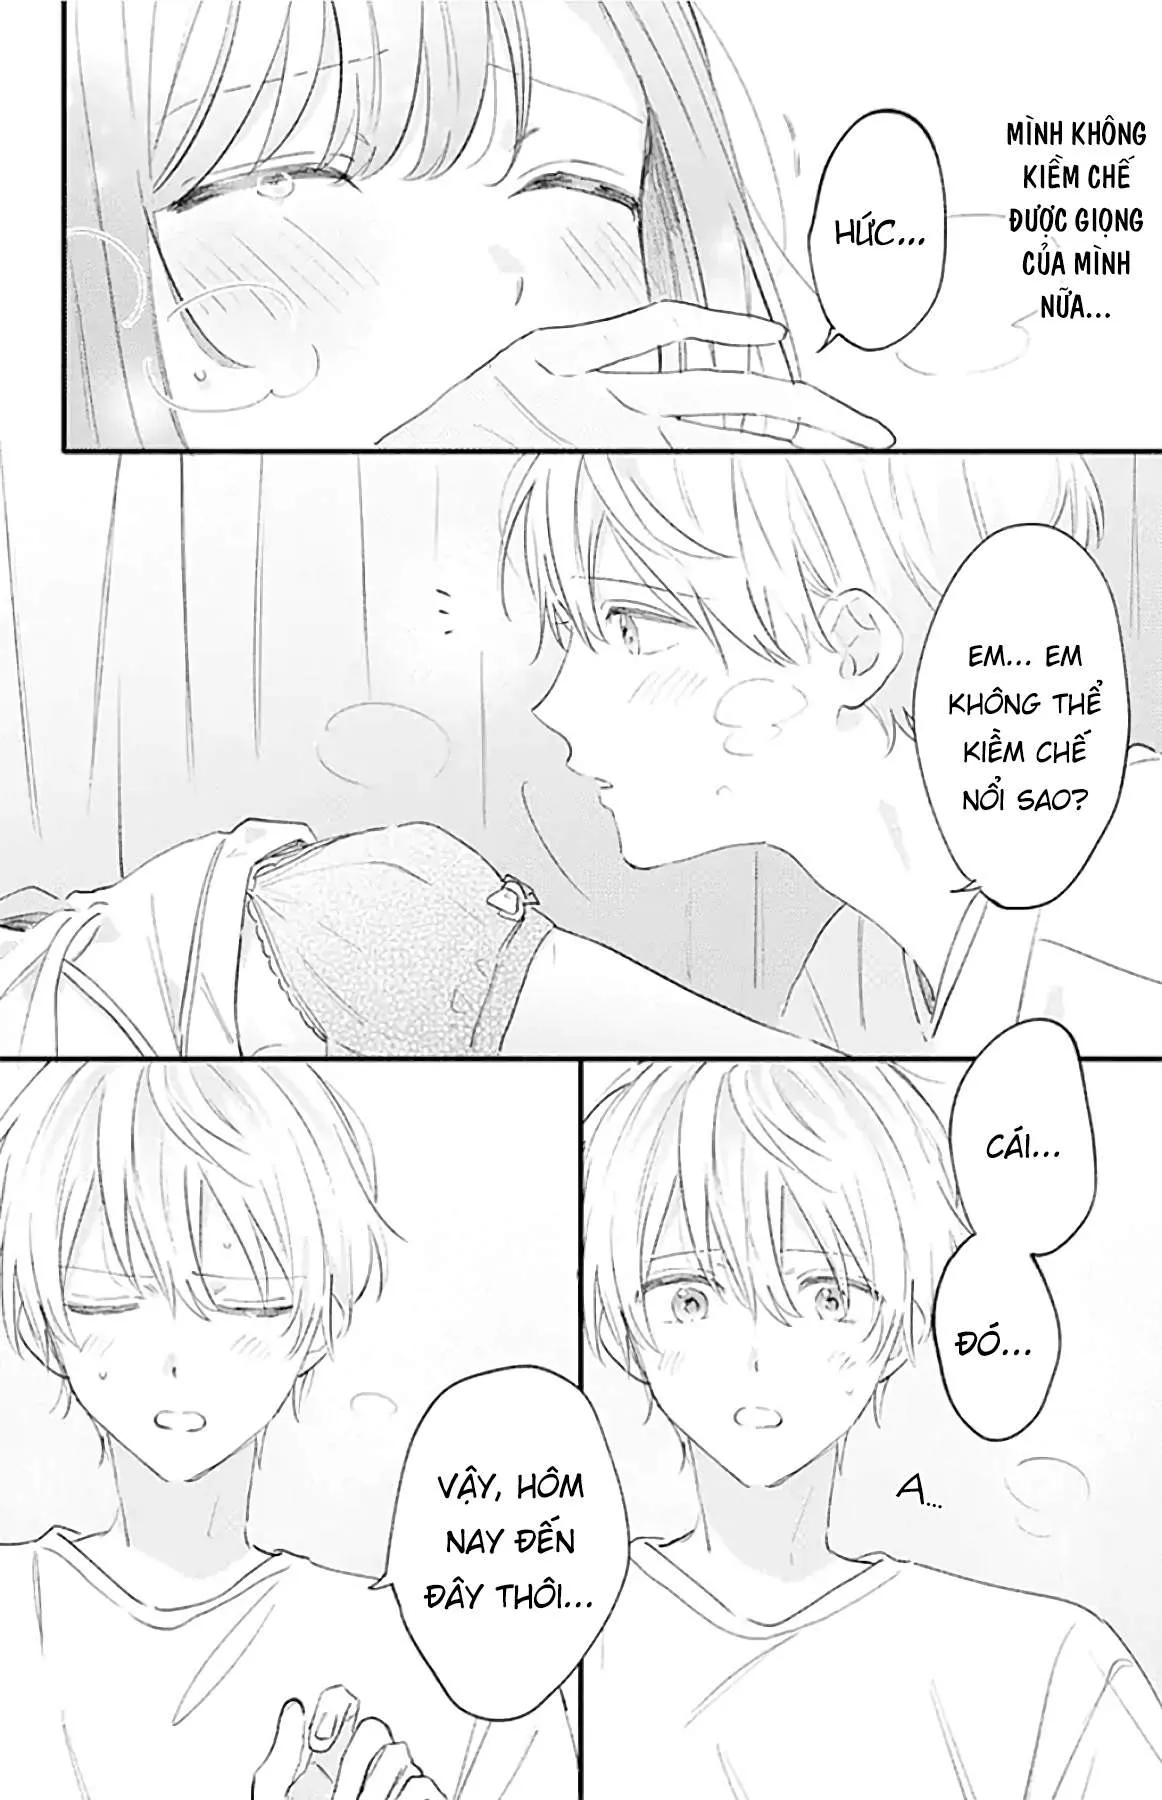 MÌNH KHÔNG
KIỀM CHẾ
ĐƯỢC GIỌNG
CỦA MÌNH
NỮA...
HỨC...
EM... EM
KHÔNG THỂ
KIỀM CHẾ
NỔI SAO?
CÁI...
ĐÓ...
A...
VẬY, HÔM
NAY ĐẾN
ĐÂY THÔI...